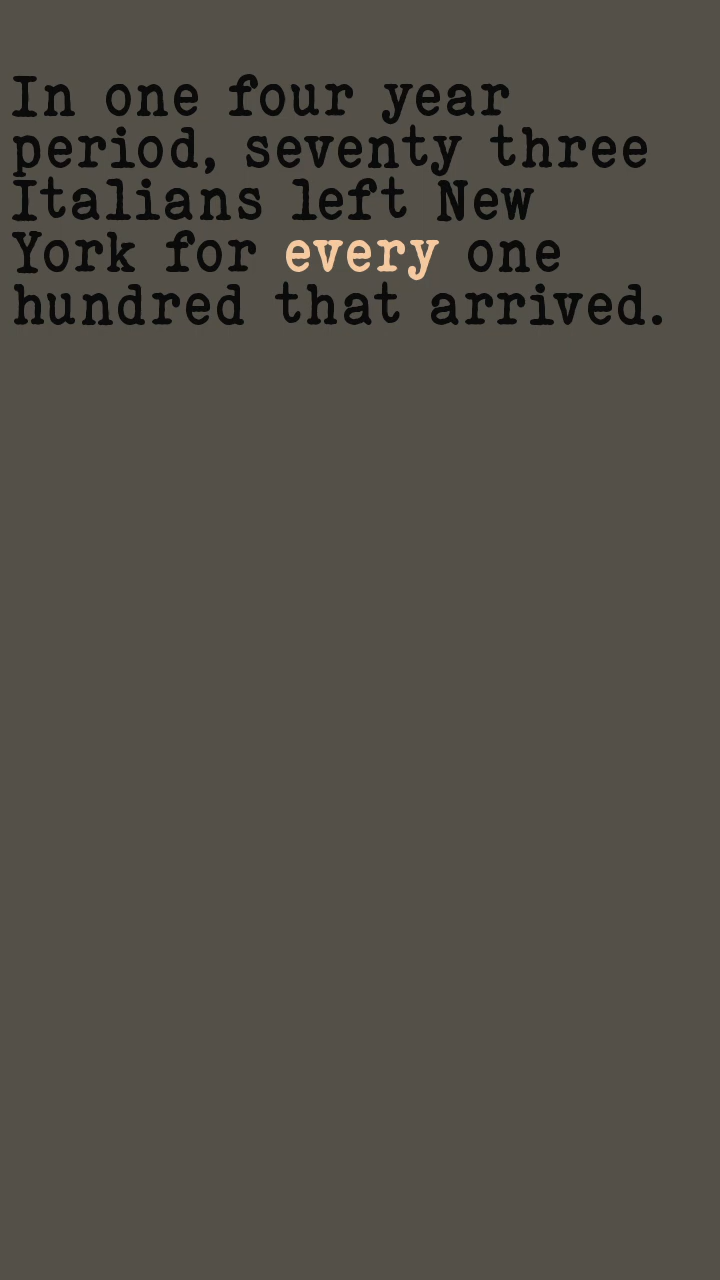 In one four year
period, seventy three
Italians left New
York for every one
hundred that arrived.